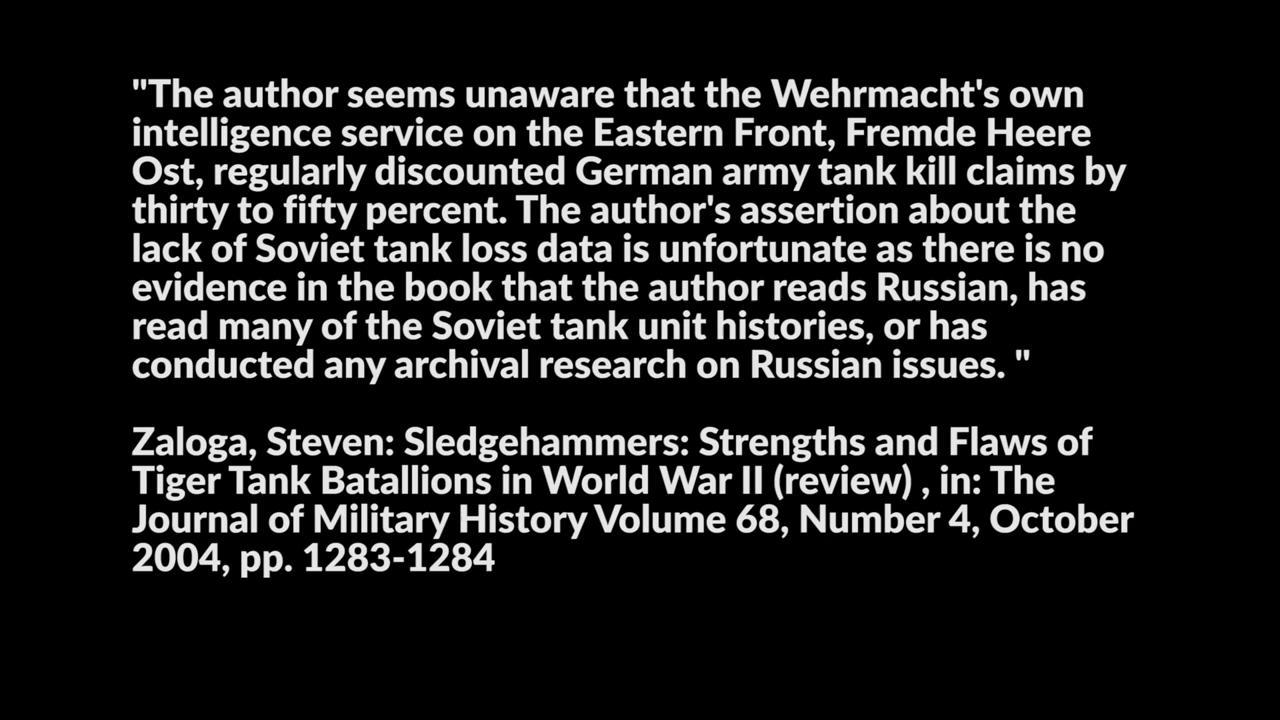 "The author seems unaware that the Wehrmacht's own
intelligence service on the Eastern Front, Fremde Heere
Ost, regularly discounted German army tank kill claims by
thirty to fifty percent. The author's assertion about the
lack of Soviet tank loss data is unfortunate as there is no
evidence in the book that the author reads Russian, has
read many of the Soviet tank unit histories, or has
conducted any archival research on Russian issues. "
Zaloga, Steven: Sledgehammers: Strengths and Flaws of
Tiger Tank Batallions in World War II (review) , in: The
Journal of Military History Volume 68, Number 4, October
2004, pp. 1283-1284